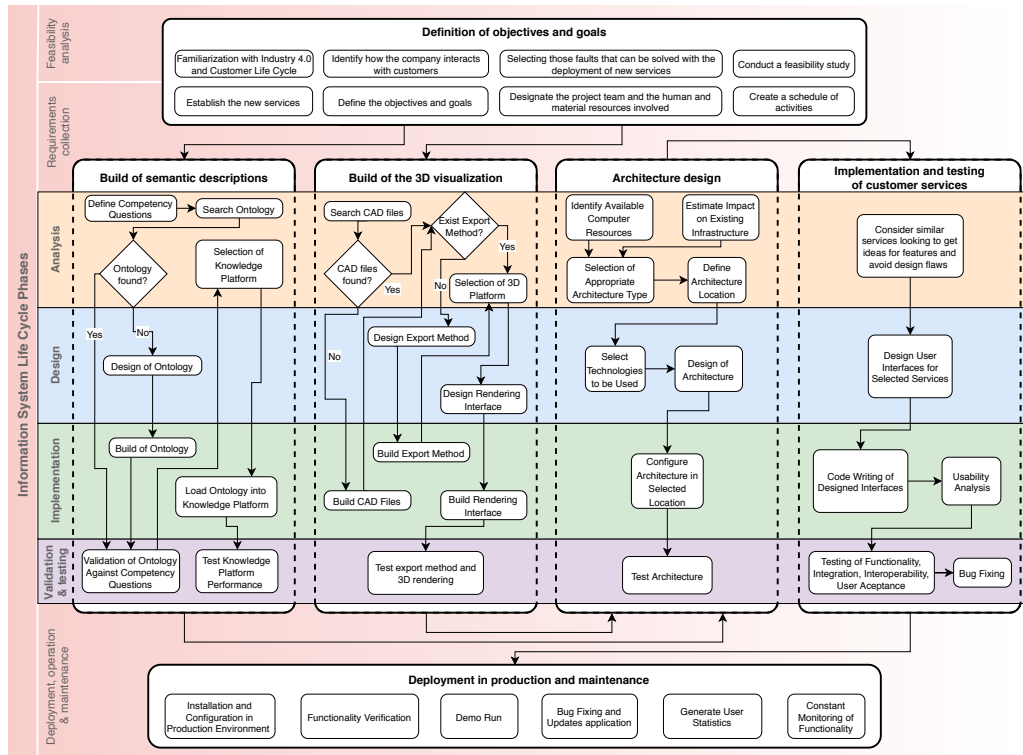 Information System Life Cycle Phases
Feasibility
analysis
Requirements
collection
Analysis
Design
Implementation
Validation
& testing
Deployment, operation
& maintenance
Definition of objectives and goals
Familiarization with Industry 4.0
and Customer Life Cycle
Identify how the company interacts
with customers
Selecting those faults that can be solved with the
deployment of new services
Conduct a feasibility study
Establish the new services
Define the objectives and goals
Designate the project team and the human and
material resources involved
Create a schedule of
activities
Build of semantic descriptions
Define Competency
Questions
Search Ontology
Ontology
found?
Selection of
Knowledge
Platform
Yes
No
Design of Ontology
Build of Ontology
Load Ontology into
Knowledge Platform
Validation of Ontology
Against Competency
Questions
Test Knowledge
Platform
Performance
Build of the 3D visualization
Search CAD files
Exist Export
Method?
CAD files
found?
Yes
Yes
No
Selection of 3D
Platform
No
Design Export Method
Design Rendering
Interface
Build Export Method
Build CAD Files
Build Rendering
Interface
Test export method and
3D rendering
Architecture design
Identify Available
Computer
Resources
Estimate Impact
on Existing
Infrastructure
Selection of
Appropriate
Architecture Type
Define
Architecture
Location
Select
Technologies
to be Used
Design of
Architecture
Configure
Architecture in
Selected
Location
Test Architecture
Implementation and testing
of customer services
Consider similar
services looking to get
ideas for features and
avoid design flaws
Design User
Interfaces for
Selected Services
Code Writing of
Designed Interfaces
Usability
Analysis
Testing of Functionality,
Integration, Interoperability,
User Aceptance
Bug Fixing
Deployment in production and maintenance
Installation and
Configuration in
Production Environment
Functionality Verification
Demo Run
Bug Fixing and
Updates application
Generate User
Statistics
Constant
Monitoring of
Functionality